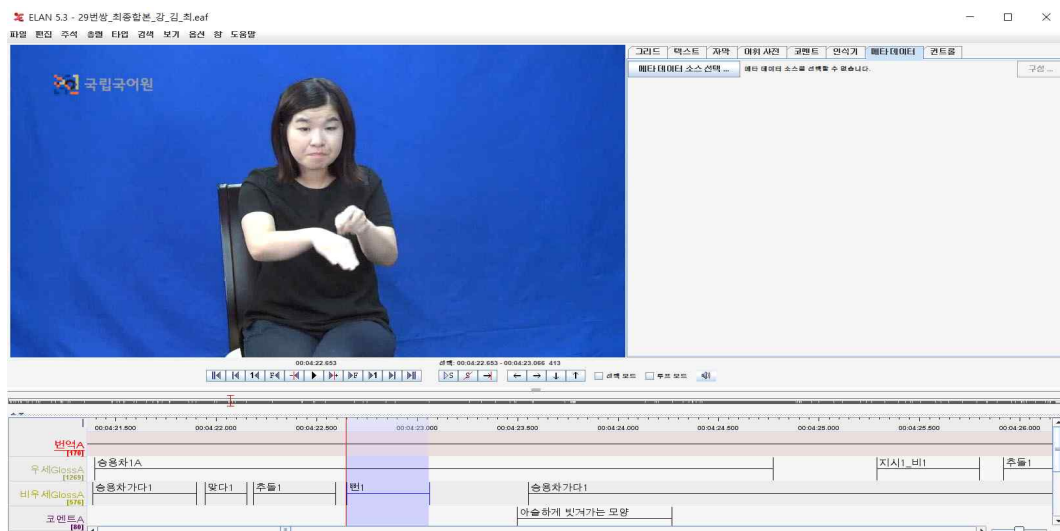 ELAN 5.3 - 29번쌍_최종합본_강_김_최.eaf
파일 편집 주석 층렬 타입 검색 보기 옵션 창 도움말
국립국어원
그리드 텍스트 자막 어휘 사전 코멘트 인식기 메타데이터 컨트롤
메타 데이터 소스 선택 ... 메타 데이터 소스를 선택할 수 없습니다. 구성 ...
00:04:22.653 선택: 00:04:22.653 - 00:04:23.066 413
선택 모드 루프 모드
00:04:21.500 00:04:22.000 00:04:22.500 00:04:23.000 00:04:23.500 00:04:24.000 00:04:24.500 00:04:25.000 00:04:25.500 00:04:26.000
번역A
[170]
우세GlossA 승용차1A 지시1_비1 추돌1
[1265]
비우세GlossA 승용차가다1 맞다1 추돌1 뻔1 승용차가다1
[576]
코멘트A 아슬하게 빗겨가는 모양
[80]